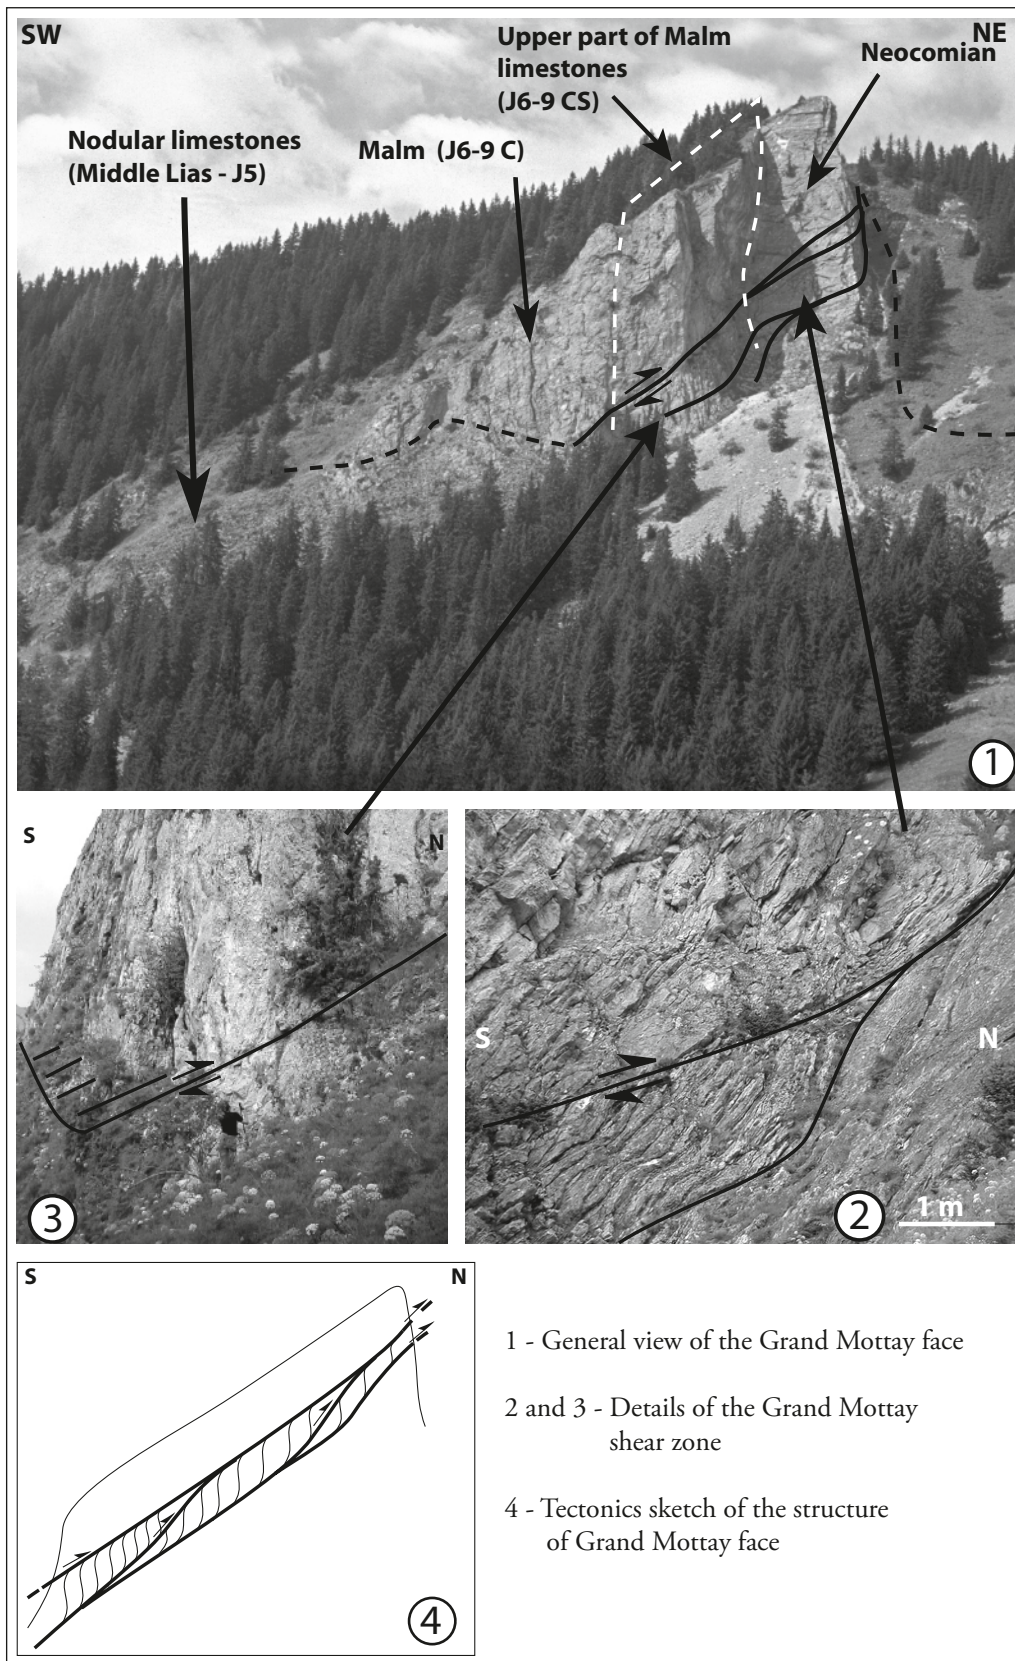 SW
NE
Upper part of Malm
limestones
(J6-9 CS)
Neocomian
Nodular limestones
(Middle Lias - J5)
Malm (J6-9 C)
1
S
N
3
S
N
2
1 m
S
N
4
1 - General view of the Grand Mottay face
2 and 3 - Details of the Grand Mottay
shear zone
4 - Tectonics sketch of the structure
of Grand Mottay face